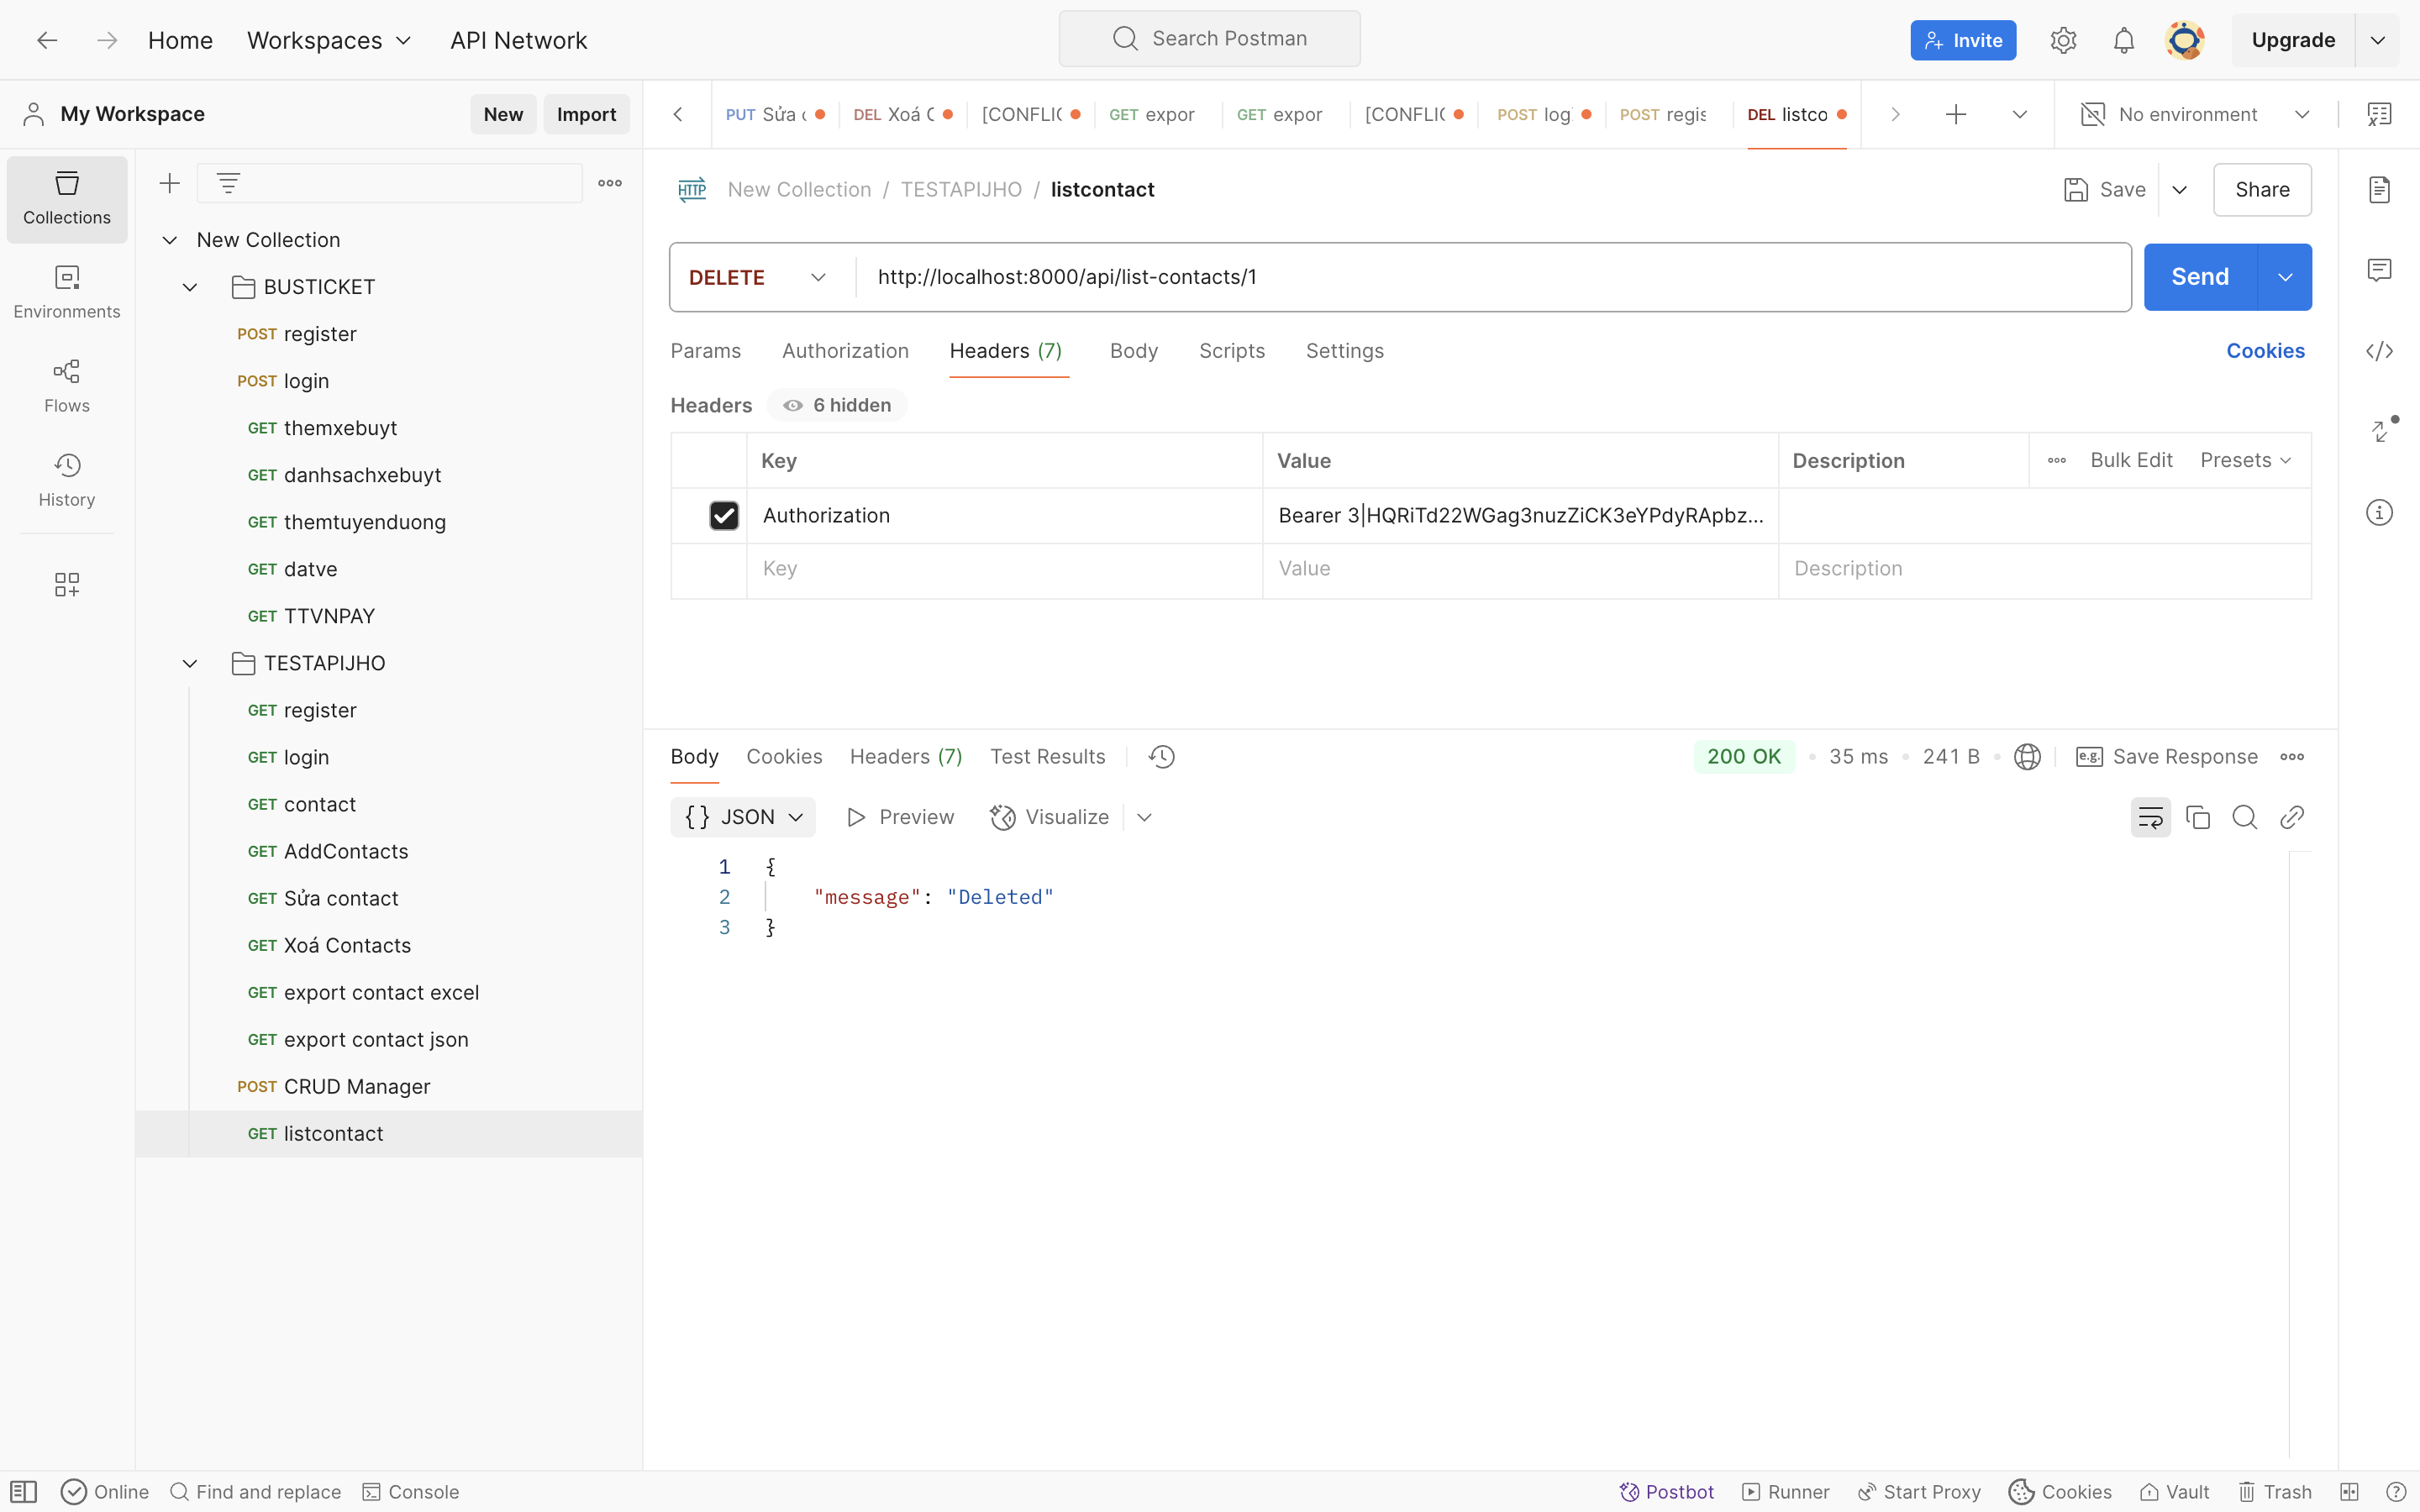 Home Workspaces API Network Search Postman Invite Upgrade
My Workspace New Import
PUT Sửa c DEL Xoá C [CONFLIC GET expor GET expor [CONFLIC POST log POST regis DEL listco No environment
Collections
Environments
Flows
History
New Collection
BUSTICKET
POST register
POST login
GET themxebuyt
GET danhsachxebuyt
GET themtuyenduong
GET datve
GET TTVNPAY
TESTAPIJHO
GET register
GET login
GET contact
GET AddContacts
GET Sửa contact
GET Xoá Contacts
GET export contact excel
GET export contact json
POST CRUD Manager
GET listcontact
HTTP New Collection / TESTAPIJHO / listcontact Save Share
DELETE http://localhost:8000/api/list-contacts/1 Send
Params Authorization Headers (7) Body Scripts Settings Cookies
Headers 6 hidden
Key Value Description Bulk Edit Presets
Authorization Bearer 3|HQRiTd22WGag3nuzZiCK3eYPdyRApbz...
Key Value Description
Body Cookies Headers (7) Test Results 200 OK 35 ms 241 B e.g. Save Response
{} JSON Preview Visualize
1 {
2 "message": "Deleted"
3 }
Online Find and replace Console Postbot Runner Start Proxy Cookies Vault Trash